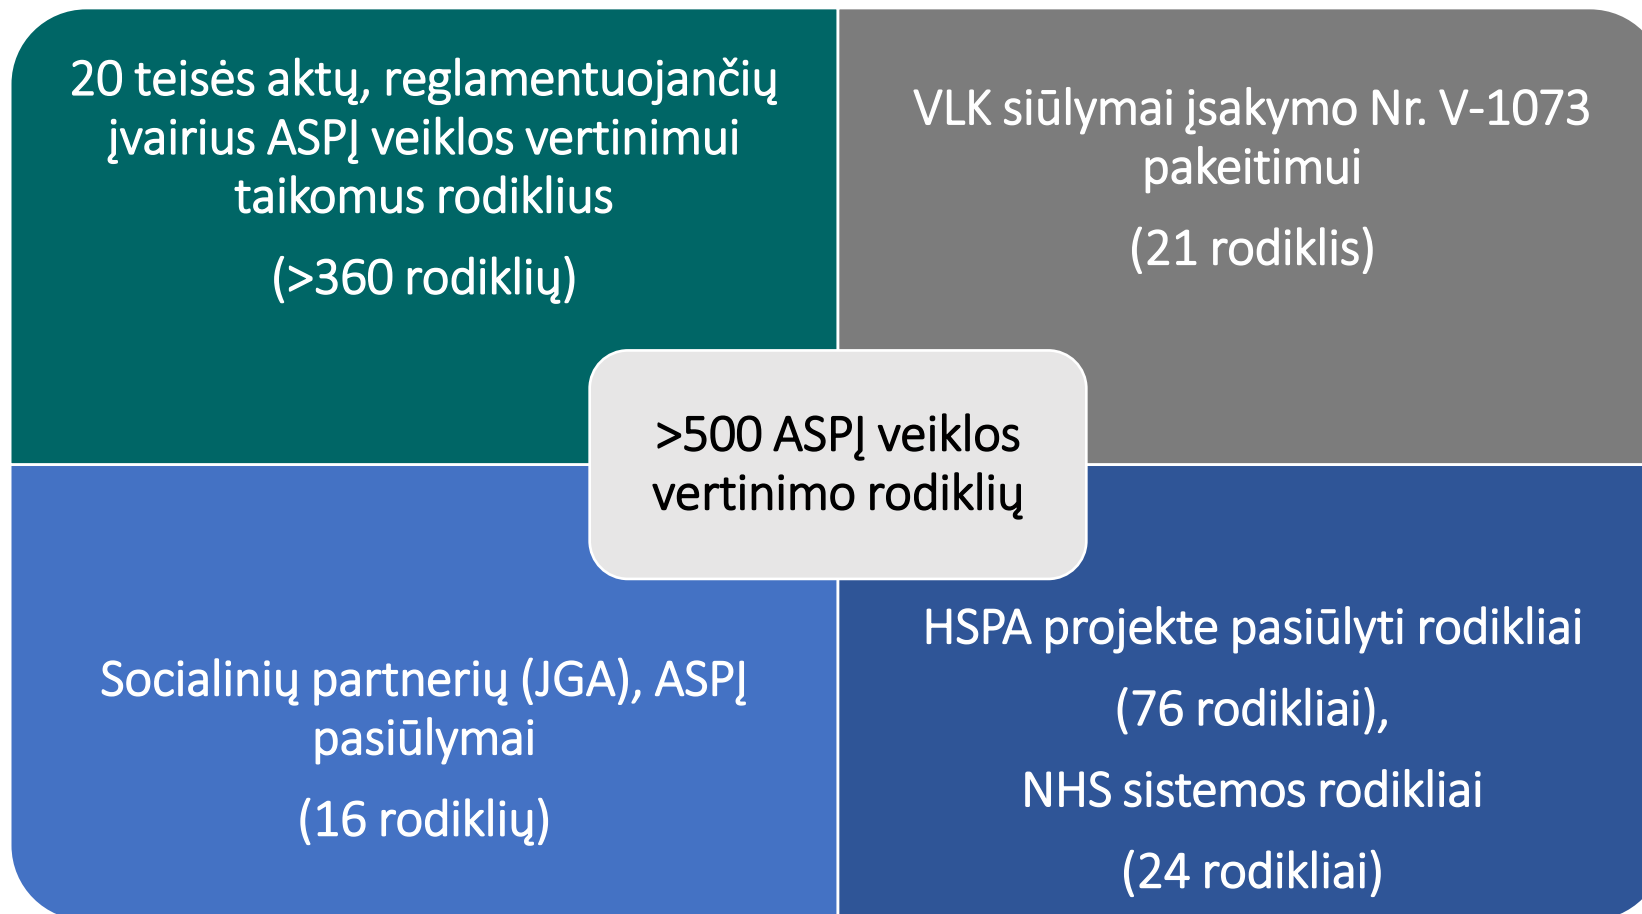 20 teisės aktų, reglamentuojančių
įvairius ASPĮ veiklos vertinimui
taikomus rodiklius
(>360 rodiklių)
VLK siūlymai įsakymo Nr. V-1073
pakeitimui
(21 rodiklis)
>500 ASPĮ veiklos
vertinimo rodiklių
Socialinių partnerių (JGA), ASPĮ
pasiūlymai
(16 rodiklių)
HSPA projekte pasiūlyti rodikliai
(76 rodikliai),
NHS sistemos rodikliai
(24 rodikliai)